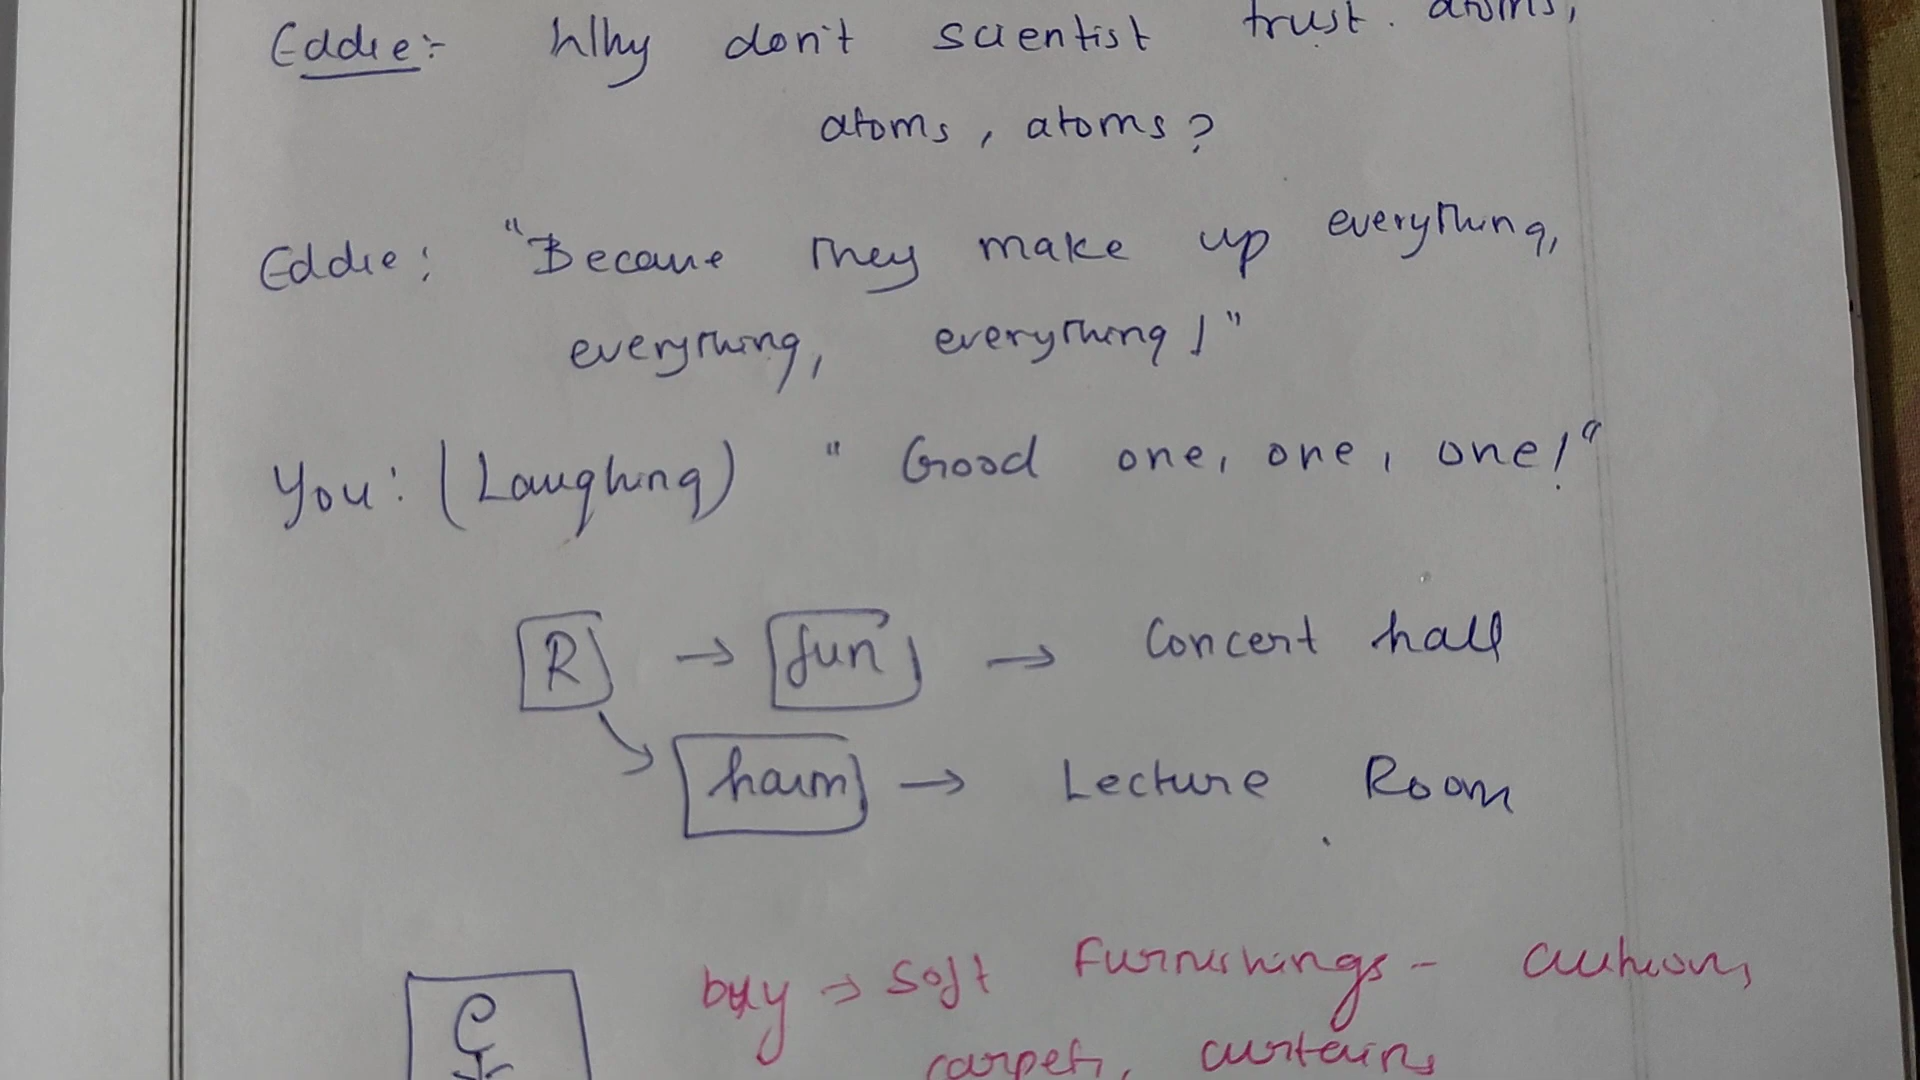 Eddie:- Why don't scientist trust. atoms,
atoms, atoms?
Eddie: "Because they make up everything,
everything, everything!"
You: (Laughing) "Good one, one, one!"
R → fun → Concert hall
harm → Lecture Room
buy → Soft Furnishings - cushions,
carpets, curtains